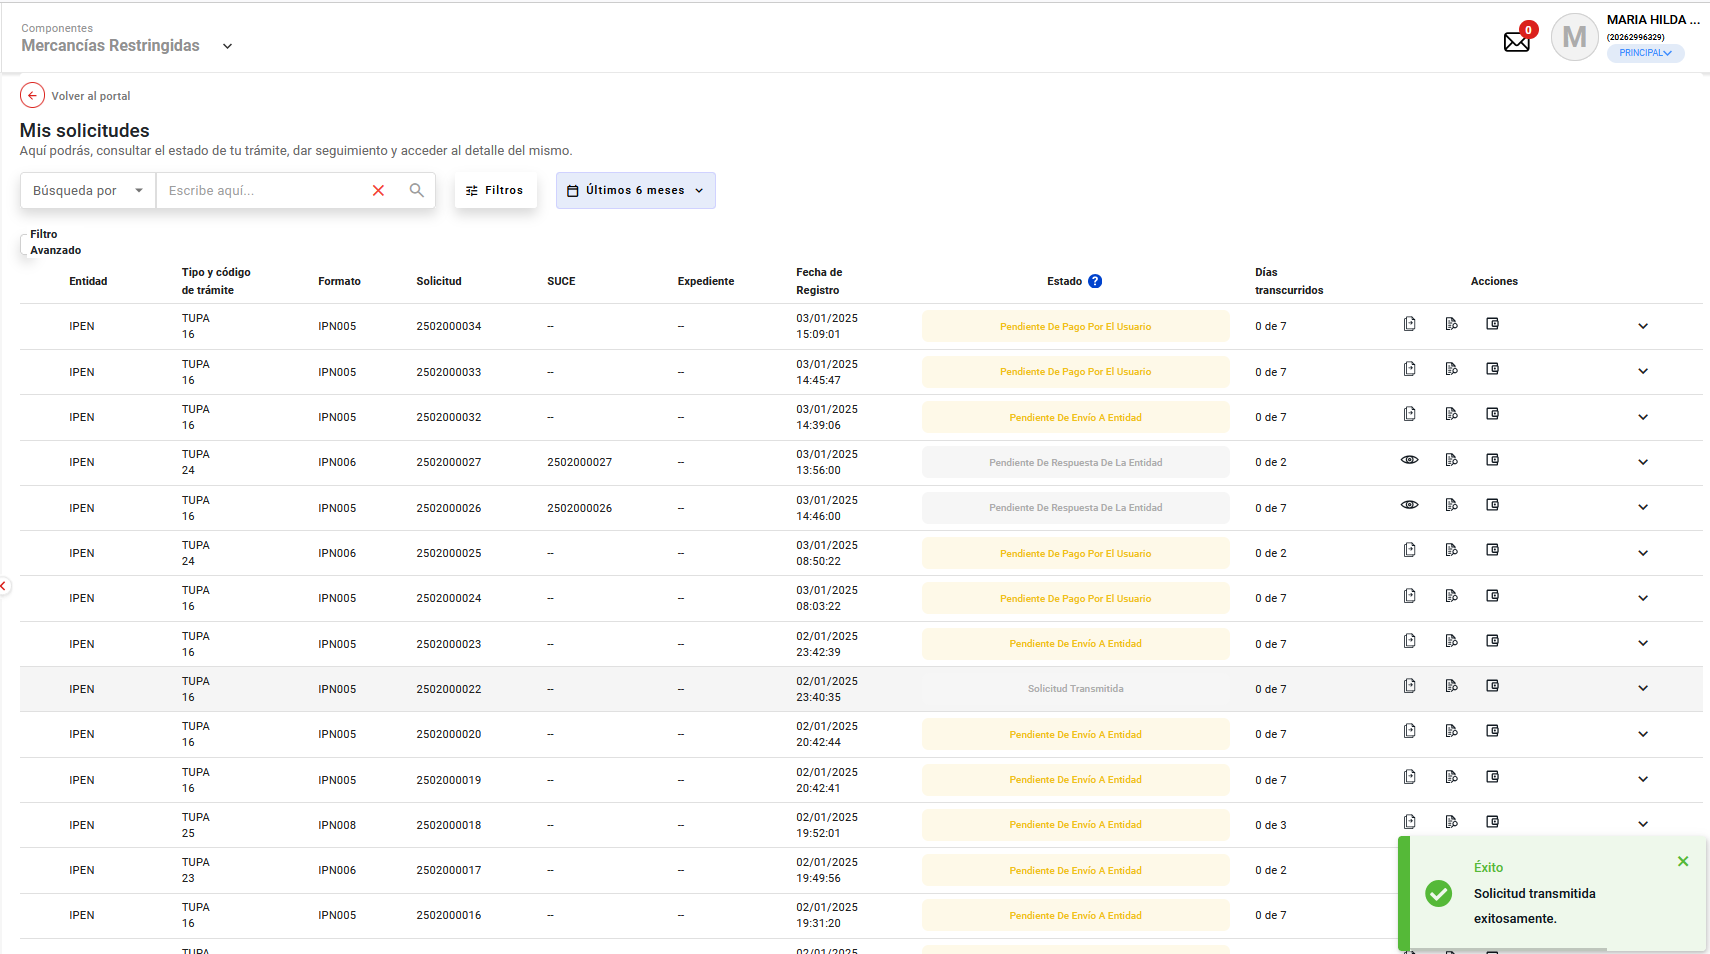 Componentes
Mercancías Restringidas
0
M
MARIA HILDA ...
(20262996329)
PRINCIPAL
Volver al portal
Mis solicitudes
Aquí podrás, consultar el estado de tu trámite, dar seguimiento y acceder al detalle del mismo.
Búsqueda por
Escribe aquí...
Filtros
Últimos 6 meses
Filtro
Avanzado
Entidad
Tipo y código
de trámite
Formato
Solicitud
SUCE
Expediente
Fecha de
Registro
Estado ?
Días
transcurridos
Acciones
IPEN TUPA 16 IPN005 2502000034 -- -- 03/01/2025 15:09:01 Pendiente De Pago Por El Usuario 0 de 7
IPEN TUPA 16 IPN005 2502000033 -- -- 03/01/2025 14:45:47 Pendiente De Pago Por El Usuario 0 de 7
IPEN TUPA 16 IPN005 2502000032 -- -- 03/01/2025 14:39:06 Pendiente De Envío A Entidad 0 de 7
IPEN TUPA 24 IPN006 2502000027 2502000027 -- 03/01/2025 13:56:00 Pendiente De Respuesta De La Entidad 0 de 2
IPEN TUPA 16 IPN005 2502000026 2502000026 -- 03/01/2025 14:46:00 Pendiente De Respuesta De La Entidad 0 de 7
IPEN TUPA 24 IPN006 2502000025 -- -- 03/01/2025 08:50:22 Pendiente De Pago Por El Usuario 0 de 2
IPEN TUPA 16 IPN005 2502000024 -- -- 03/01/2025 08:03:22 Pendiente De Pago Por El Usuario 0 de 7
IPEN TUPA 16 IPN005 2502000023 -- -- 02/01/2025 23:42:39 Pendiente De Envío A Entidad 0 de 7
IPEN TUPA 16 IPN005 2502000022 -- -- 02/01/2025 23:40:35 Solicitud Transmitida 0 de 7
IPEN TUPA 16 IPN005 2502000020 -- -- 02/01/2025 20:42:44 Pendiente De Envío A Entidad 0 de 7
IPEN TUPA 16 IPN005 2502000019 -- -- 02/01/2025 20:42:41 Pendiente De Envío A Entidad 0 de 7
IPEN TUPA 25 IPN008 2502000018 -- -- 02/01/2025 19:52:01 Pendiente De Envío A Entidad 0 de 3
IPEN TUPA 23 IPN006 2502000017 -- -- 02/01/2025 19:49:56 Pendiente De Envío A Entidad 0 de 2
IPEN TUPA 16 IPN005 2502000016 -- -- 02/01/2025 19:31:20 Pendiente De Envío A Entidad 0 de 7
TUPA 02/01/2025
Éxito
Solicitud transmitida
exitosamente.